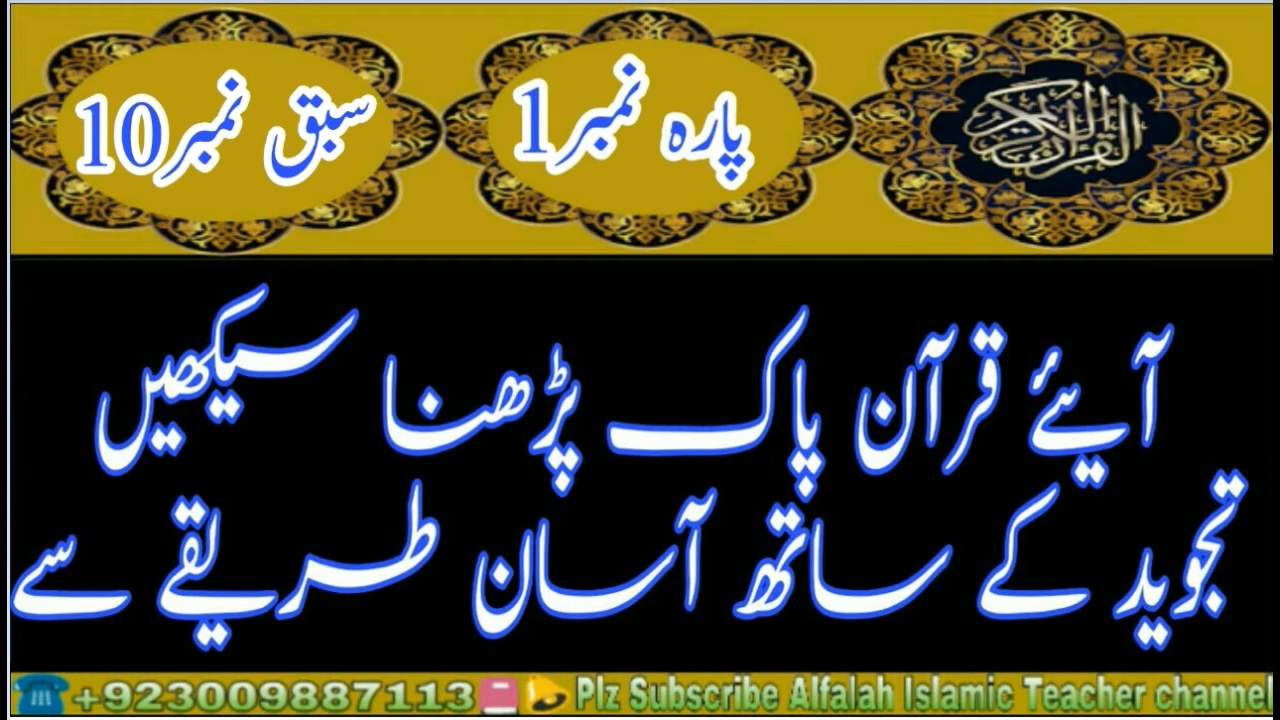 القرآن الكريم
پارہ نمبر1
سبق نمبر10
آیئے قرآن پاک پڑھنا سیکھیں
تجوید کے ساتھ آسان طریقے سے
+923009887113 Plz Subscribe Alfalah Islamic Teacher channel